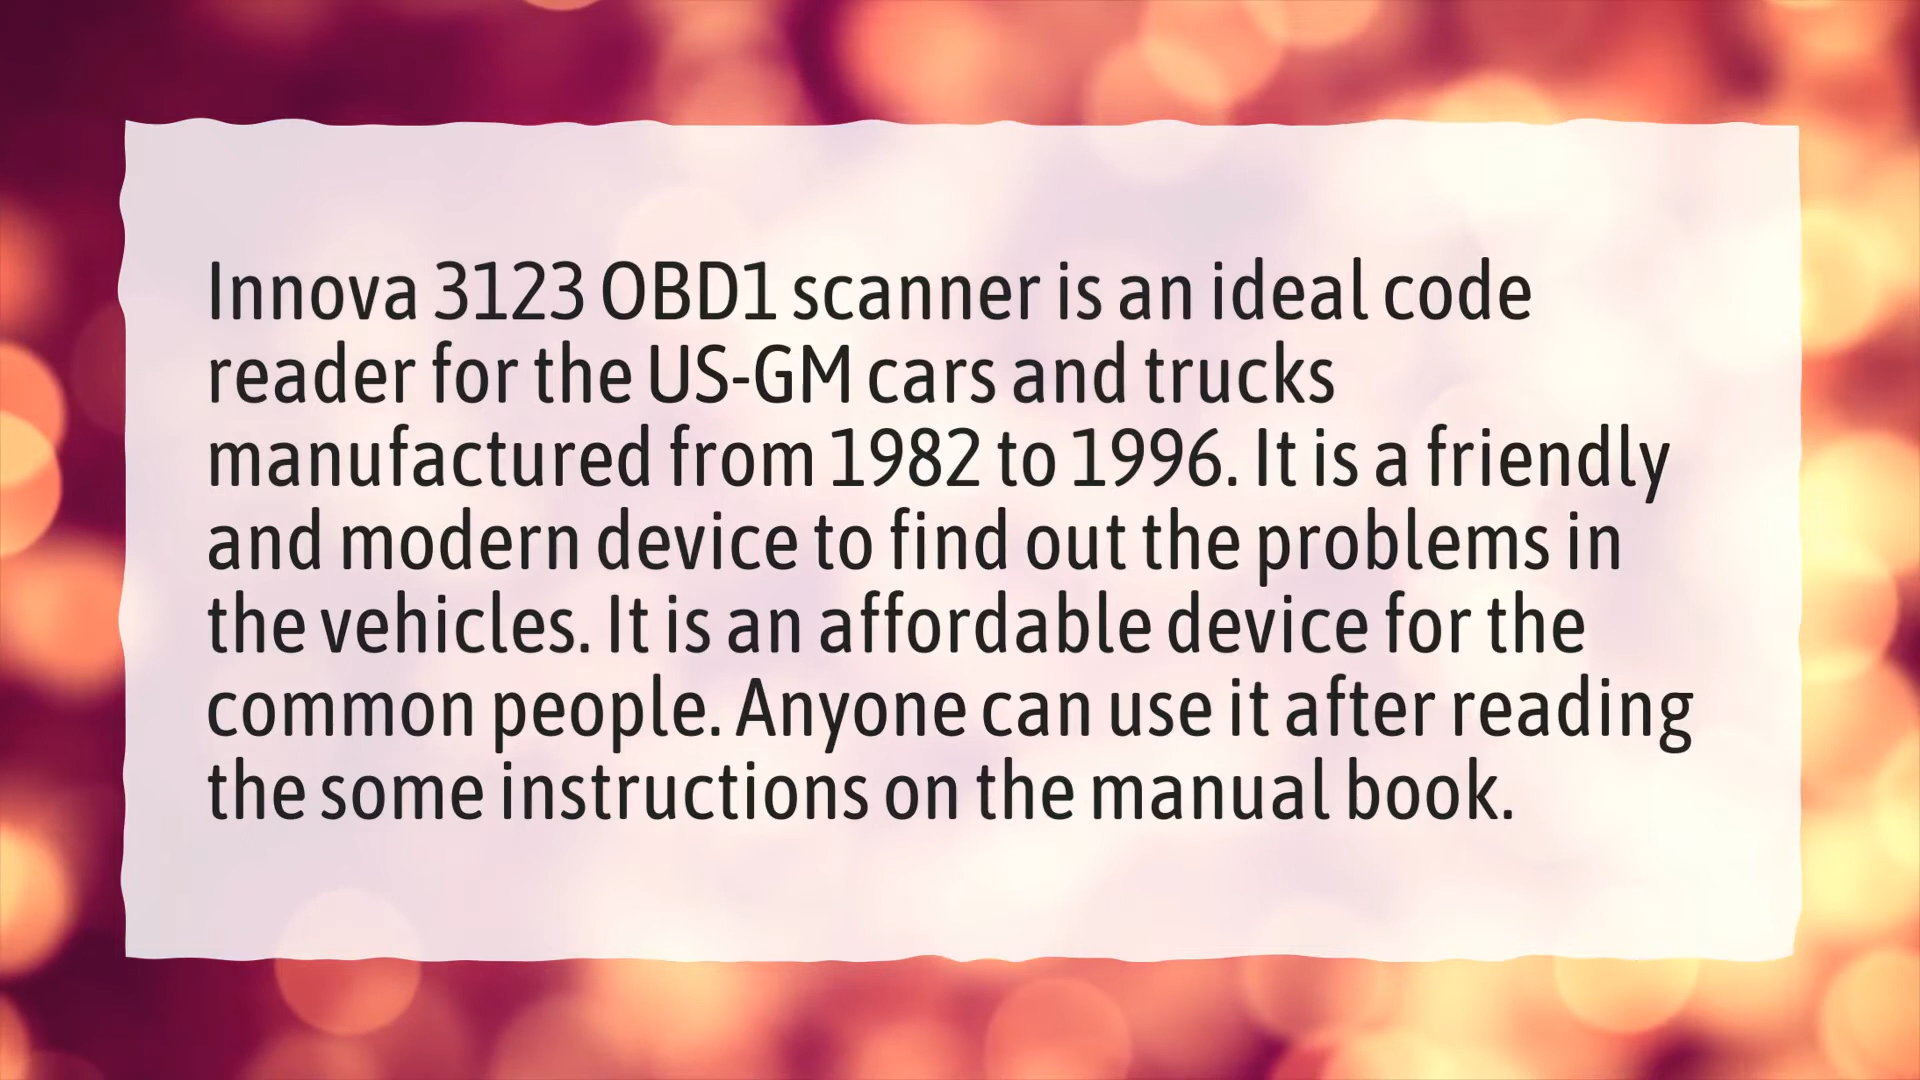 Innova 3123 OBD1 scanner is an ideal code
reader for the US-GM cars and trucks
manufactured from 1982 to 1996. It is a friendly
and modern device to find out the problems in
the vehicles. It is an affordable device for the
common people. Anyone can use it after reading
the some instructions on the manual book.